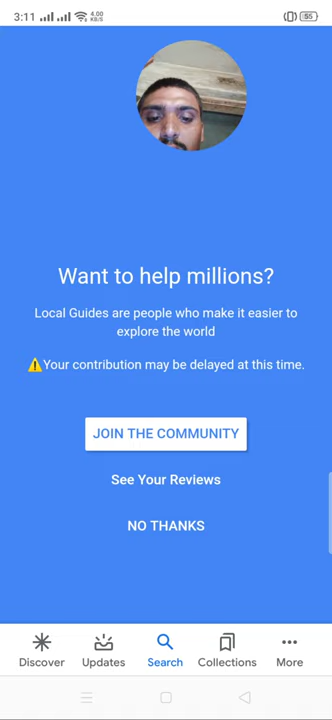 3:11 4.00 KB/S 55
Want to help millions?
Local Guides are people who make it easier to
explore the world
⚠️Your contribution may be delayed at this time.
JOIN THE COMMUNITY
See Your Reviews
NO THANKS
Discover Updates Search Collections More